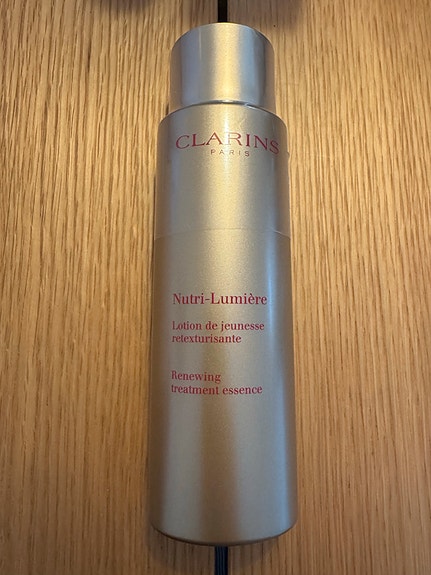 CLARINS
PARIS
Nutri-Lumière
Lotion de jeunesse
retexturisante
Renewing
treatment essence